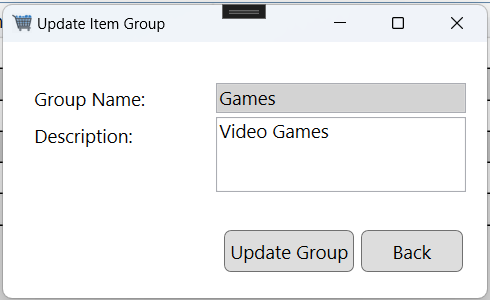 Update Item Group
Group Name:
Games
Description:
Video Games
Update Group
Back